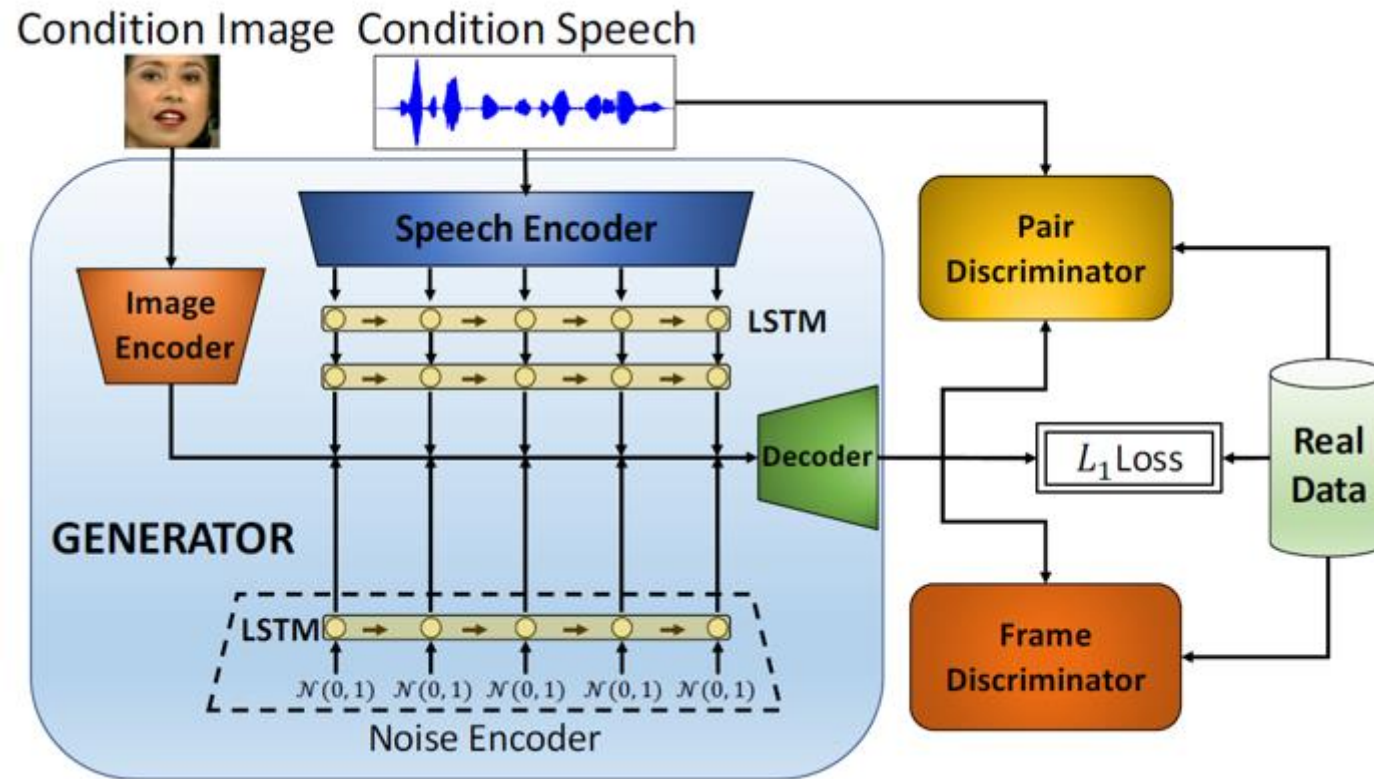 Condition Image
Condition Speech
Speech Encoder
Image
Encoder
LSTM
Decoder
GENERATOR
LSTM
𝒩(0, 1) 𝒩(0, 1) 𝒩(0, 1) 𝒩(0, 1) 𝒩(0, 1)
Noise Encoder
Pair
Discriminator
L₁ Loss
Real
Data
Frame
Discriminator